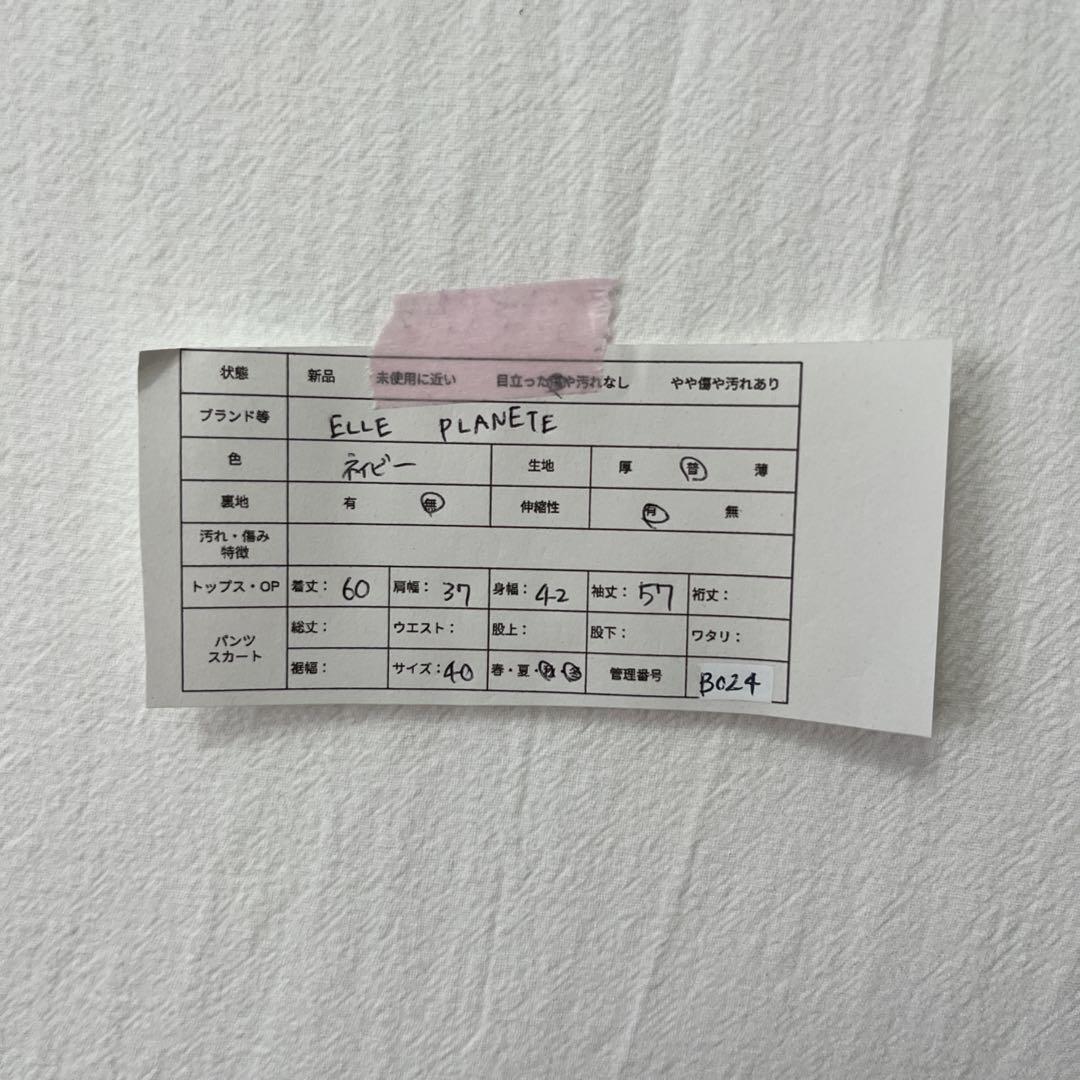 状態 新品 未使用に近い 目立った傷や汚れなし やや傷や汚れあり
ブランド等 ELLE PLANETE
色 ネイビー 生地 厚 普 薄
裏地 有 無 伸縮性 有 無
汚れ・傷み
特徴
トップス・OP 着丈： 60 肩幅： 37 身幅： 42 袖丈： 57 裄丈：
パンツ
スカート
総丈： ウエスト： 股上： 股下： ワタリ：
裾幅： サイズ： 40 春・夏・秋・冬 管理番号 B024